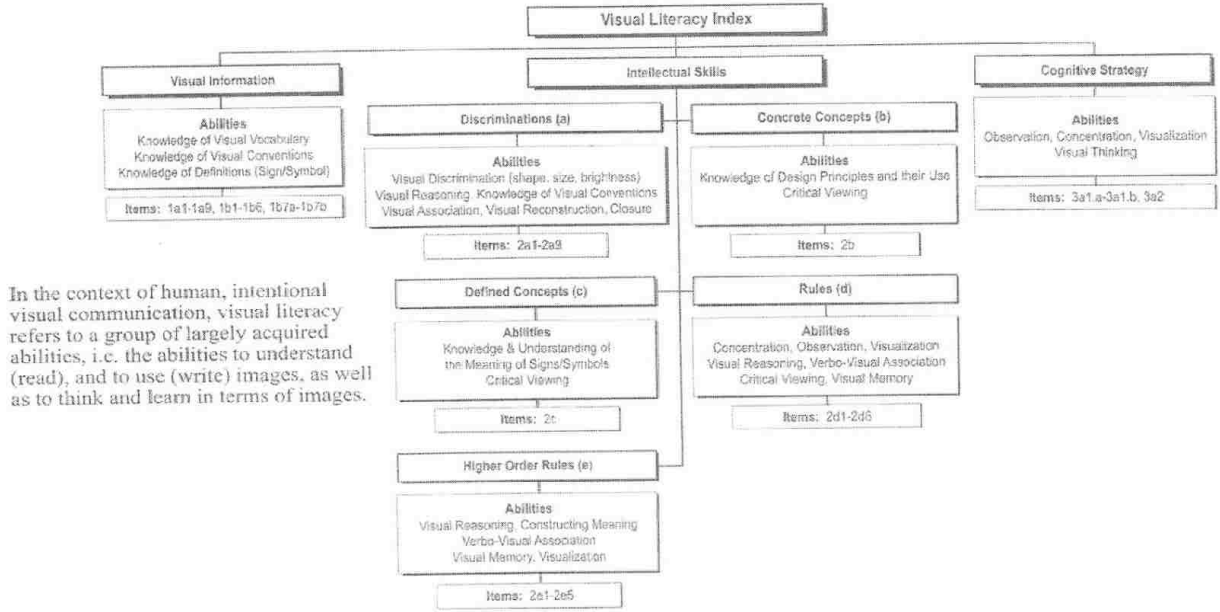 Visual Literacy Index
Visual Information
Abilities
Knowledge of Visual Vocabulary
Knowledge of Visual Conventions
Knowledge of Definitions (Sign/Symbol)
Items: 1a1-1a9, 1b1-1b6, 1b7a-1b7b
Intellectual Skills
Discriminations (a)
Abilities
Visual Discrimination (shape, size, brightness)
Visual Reasoning, Knowledge of Visual Conventions
Visual Association, Visual Reconstruction, Closure
Items: 2a1-2a9
Concrete Concepts (b)
Abilities
Knowledge of Design Principles and their Use
Critical Viewing
Items: 2b
Cognitive Strategy
Abilities
Observation, Concentration, Visualization
Visual Thinking
Items: 3a1.a-3a1.b, 3a2
In the context of human, intentional
visual communication, visual literacy
refers to a group of largely acquired
abilities, i.e. the abilities to understand
(read), and to use (write) images, as well
as to think and learn in terms of images.
Defined Concepts (c)
Abilities
Knowledge & Understanding of
the Meaning of Signs/Symbols
Critical Viewing
Items: 2c
Rules (d)
Abilities
Concentration, Observation, Visualization
Visual Reasoning, Verbo-Visual Association
Critical Viewing, Visual Memory
Items: 2d1-2d6
Higher Order Rules (e)
Abilities
Visual Reasoning, Constructing Meaning
Verbo-Visual Association
Visual Memory, Visualization
Items: 2e1-2e5